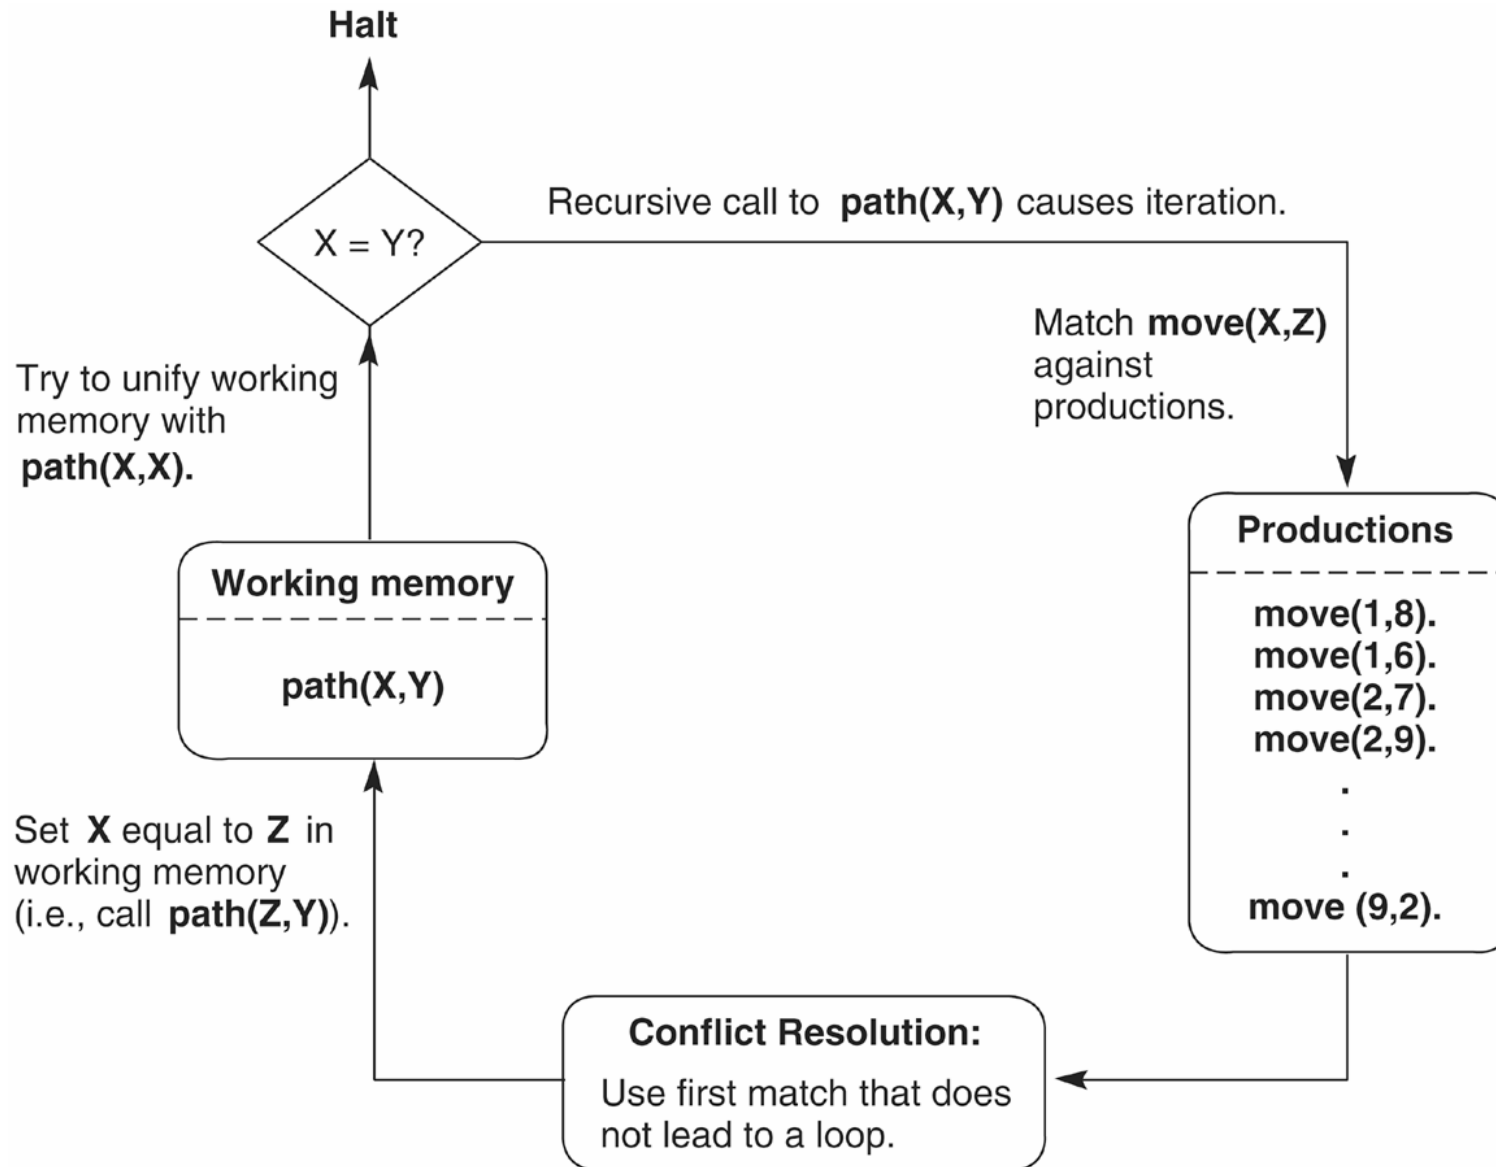 Halt
X = Y?
Recursive call to path(X,Y) causes iteration.
Match move(X,Z)
against
productions.
Try to unify working
memory with
path(X,X).
Productions
move(1,8).
move(1,6).
move(2,7).
move(2,9).
.
.
.
move (9,2).
Working memory
path(X,Y)
Set X equal to Z in
working memory
(i.e., call path(Z,Y)).
Conflict Resolution:
Use first match that does
not lead to a loop.